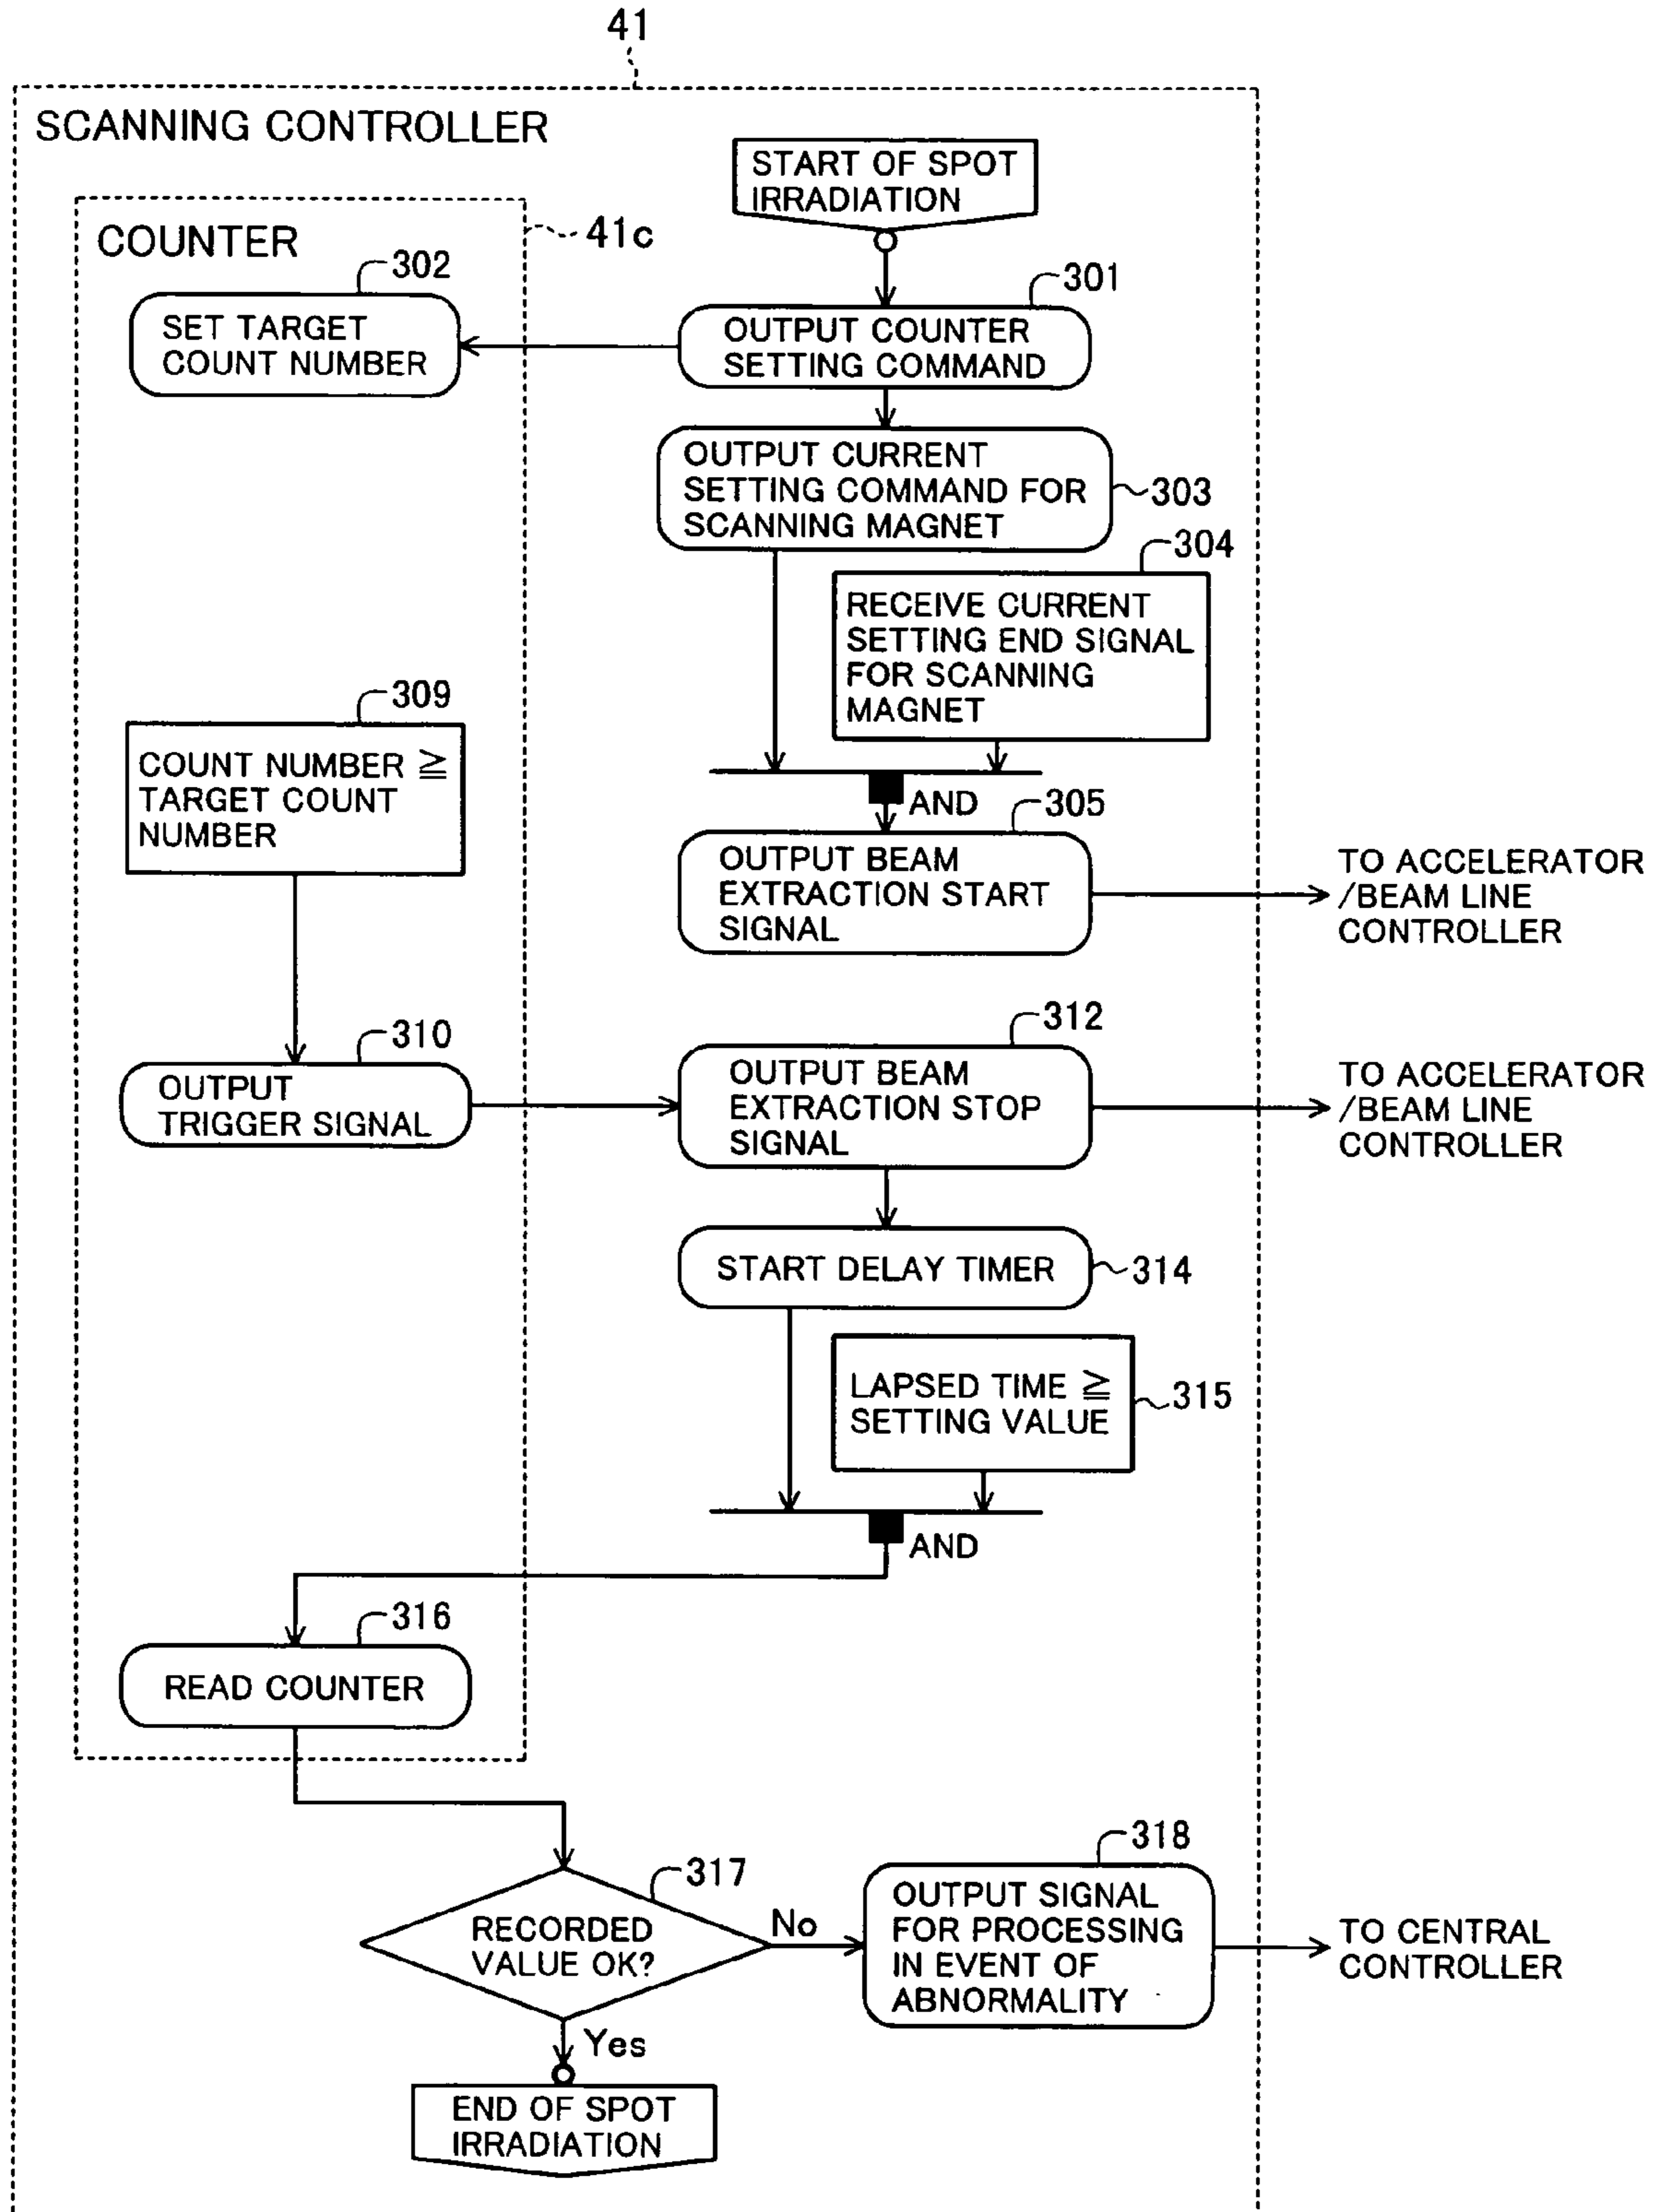 41
SCANNING CONTROLLER
START OF SPOT
IRRADIATION
COUNTER
41c
302
SET TARGET
COUNT NUMBER
301
OUTPUT COUNTER
SETTING COMMAND
OUTPUT CURRENT
SETTING COMMAND FOR
SCANNING MAGNET
303
304
RECEIVE CURRENT
SETTING END SIGNAL
FOR SCANNING
MAGNET
309
COUNT NUMBER ≧
TARGET COUNT
NUMBER
AND
305
OUTPUT BEAM
EXTRACTION START
SIGNAL
TO ACCELERATOR
/BEAM LINE
CONTROLLER
310
OUTPUT
TRIGGER SIGNAL
312
OUTPUT BEAM
EXTRACTION STOP
SIGNAL
TO ACCELERATOR
/BEAM LINE
CONTROLLER
START DELAY TIMER
314
LAPSED TIME ≧
SETTING VALUE
315
AND
316
READ COUNTER
317
RECORDED
VALUE OK?
No
318
OUTPUT SIGNAL
FOR PROCESSING
IN EVENT OF
ABNORMALITY
TO CENTRAL
CONTROLLER
Yes
END OF SPOT
IRRADIATION